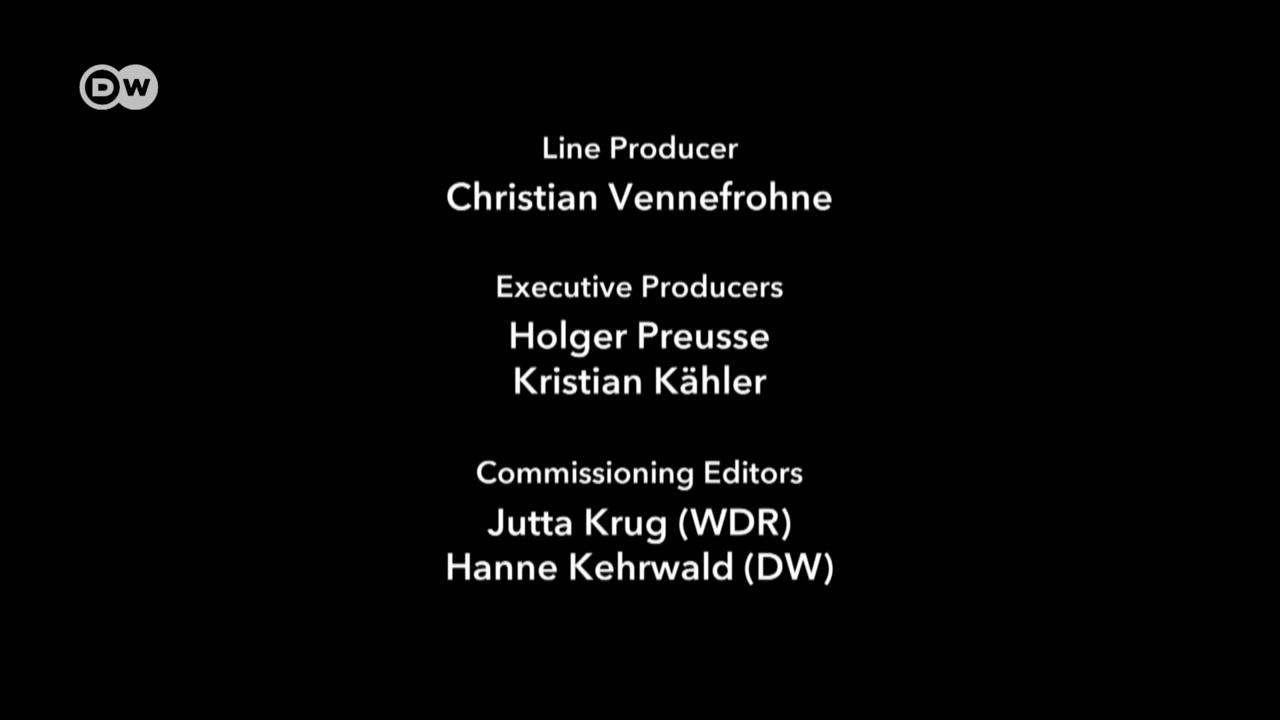 DW
Line Producer
Christian Vennefrohne
Executive Producers
Holger Preusse
Kristian Kähler
Commissioning Editors
Jutta Krug (WDR)
Hanne Kehrwald (DW)